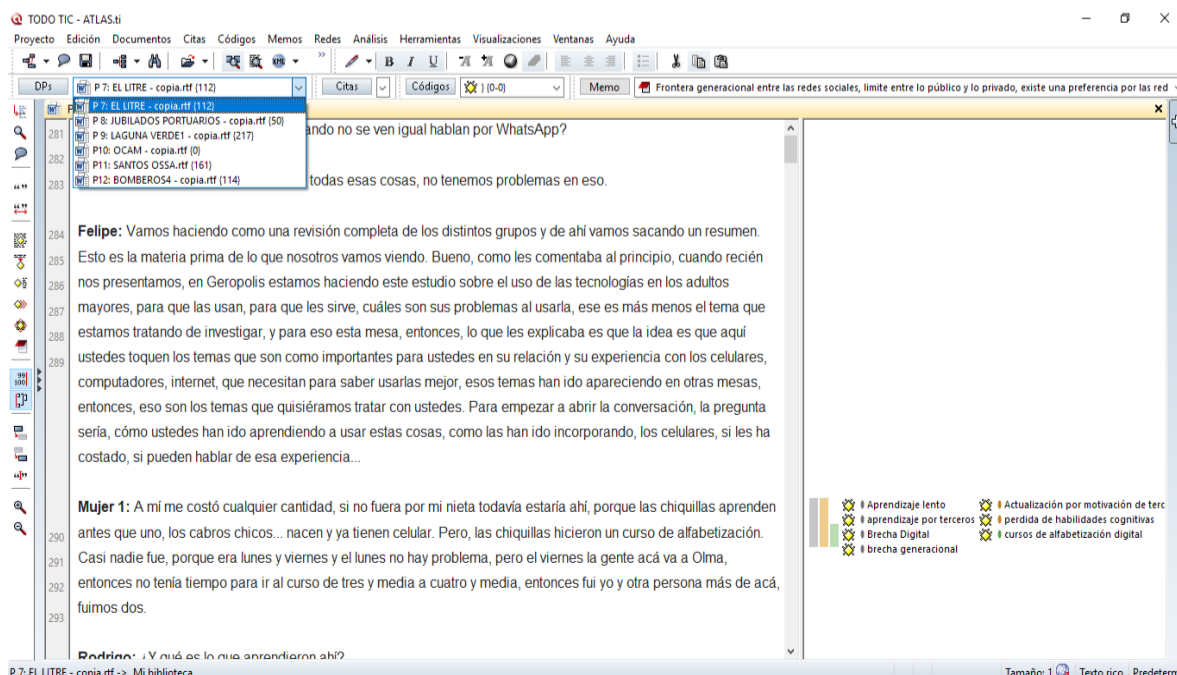 TODO TIC - ATLAS.ti
Proyecto Edición Documentos Citas Códigos Memos Redes Análisis Herramientas Visualizaciones Ventanas Ayuda
B I U
DPs P 7: EL LITRE - copia.rtf {112} Citas Códigos } {0-0} Memo Frontera generacional entre las redes sociales, limite entre lo público y lo privado, existe una preferencia por las red
P 7: EL LITRE - copia.rtf {112}
P 8: JUBILADOS PORTUARIOS - copia.rtf {50}
P 9: LAGUNA VERDE1 - copia.rtf {217}
P10: OCAM - copia.rtf {0}
P11: SANTOS OSSA.rtf {161}
P12: BOMBEROS4 - copia.rtf {114}
281 ando no se ven igual hablan por WhatsApp?
282
283 todas esas cosas, no tenemos problemas en eso.
284 Felipe: Vamos haciendo como una revisión completa de los distintos grupos y de ahí vamos sacando un resumen.
285 Esto es la materia prima de lo que nosotros vamos viendo. Bueno, como les comentaba al principio, cuando recién
286 nos presentamos, en Geropolis estamos haciendo este estudio sobre el uso de las tecnologías en los adultos
287 mayores, para que las usan, para que les sirve, cuáles son sus problemas al usarla, ese es más menos el tema que
288 estamos tratando de investigar, y para eso esta mesa, entonces, lo que les explicaba es que la idea es que aquí
289 ustedes toquen los temas que son como importantes para ustedes en su relación y su experiencia con los celulares,
computadores, internet, que necesitan para saber usarlas mejor, esos temas han ido apareciendo en otras mesas,
entonces, eso son los temas que quisiéramos tratar con ustedes. Para empezar a abrir la conversación, la pregunta
sería, cómo ustedes han ido aprendiendo a usar estas cosas, como las han ido incorporando, los celulares, si les ha
costado, si pueden hablar de esa experiencia...
Mujer 1: A mí me costó cualquier cantidad, si no fuera por mi nieta todavía estaría ahí, porque las chiquillas aprenden
290 antes que uno, los cabros chicos... nacen y ya tienen celular. Pero, las chiquillas hicieron un curso de alfabetización.
291 Casi nadie fue, porque era lunes y viernes y el lunes no hay problema, pero el viernes la gente acá va a Olma,
292 entonces no tenía tiempo para ir al curso de tres y media a cuatro y media, entonces fui yo y otra persona más de acá,
293 fuimos dos.
Rodrigo: ¿Y qué es lo que aprendieron ahí?
Aprendizaje lento Actualización por motivación de terc
aprendizaje por terceros perdida de habilidades cognitivas
Brecha Digital cursos de alfabetización digital
brecha generacional
P 7: EL LITRE - copia.rtf -> Mi biblioteca Tamaño: 1 Texto rico Predeterm